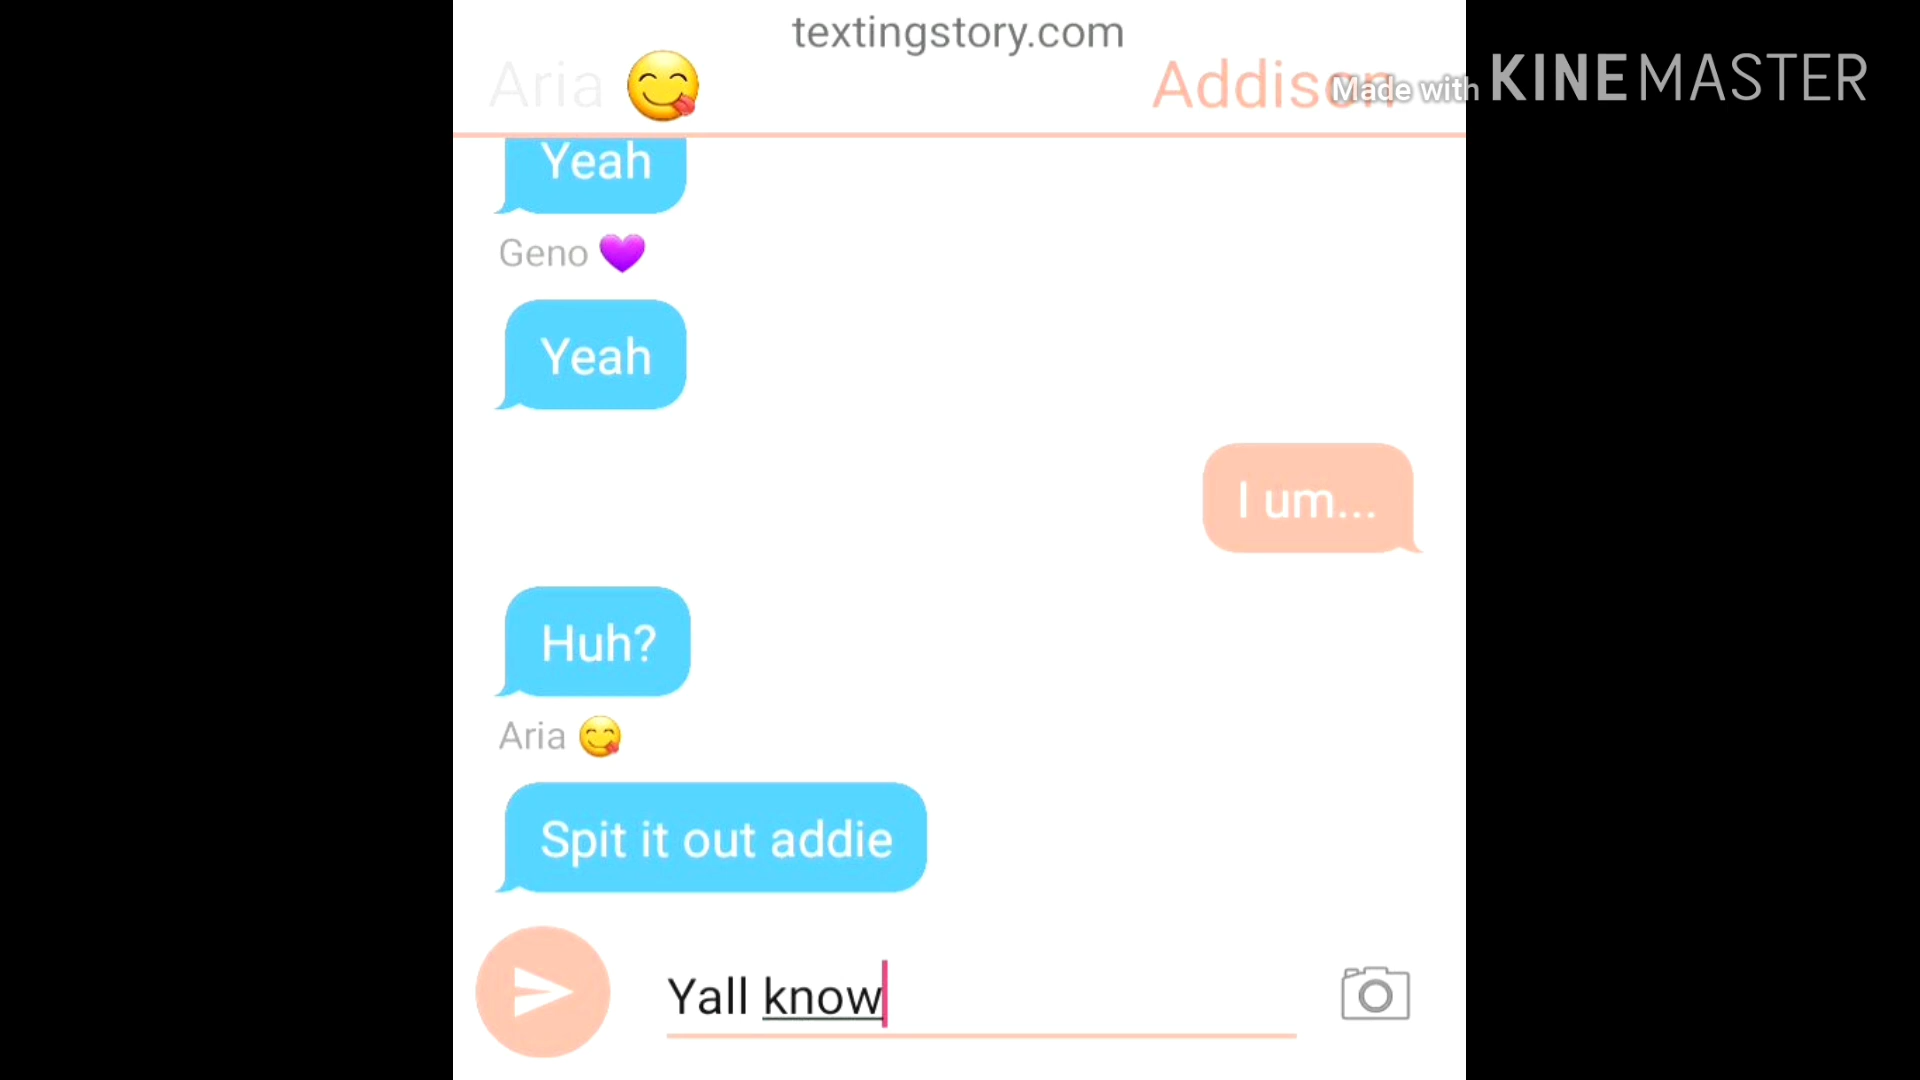 textingstory.com
Aria 😋 Addison
Made with KINEMASTER
Yeah
Geno 💜
Yeah
I um...
Huh?
Aria 😋
Spit it out addie
Yall know